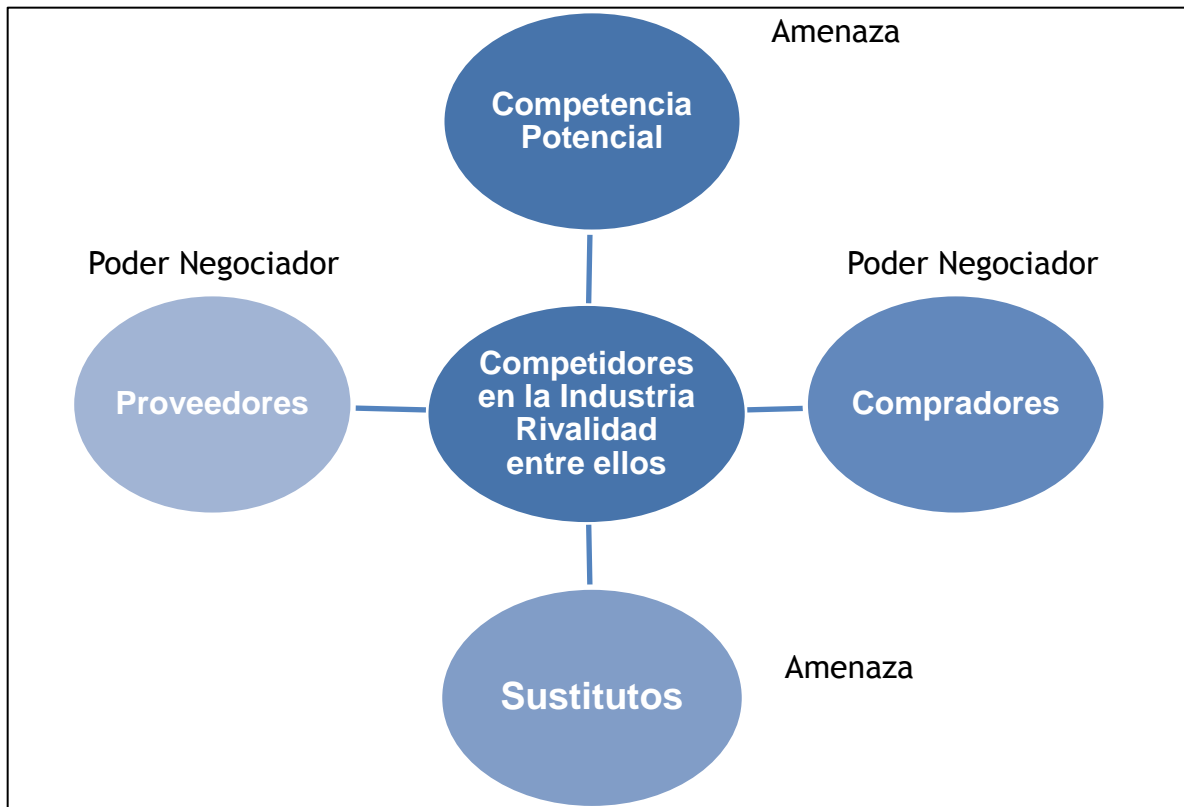 Amenaza
Competencia
Potencial
Poder Negociador
Poder Negociador
Proveedores
Competidores
en la Industria
Rivalidad
entre ellos
Compradores
Sustitutos
Amenaza